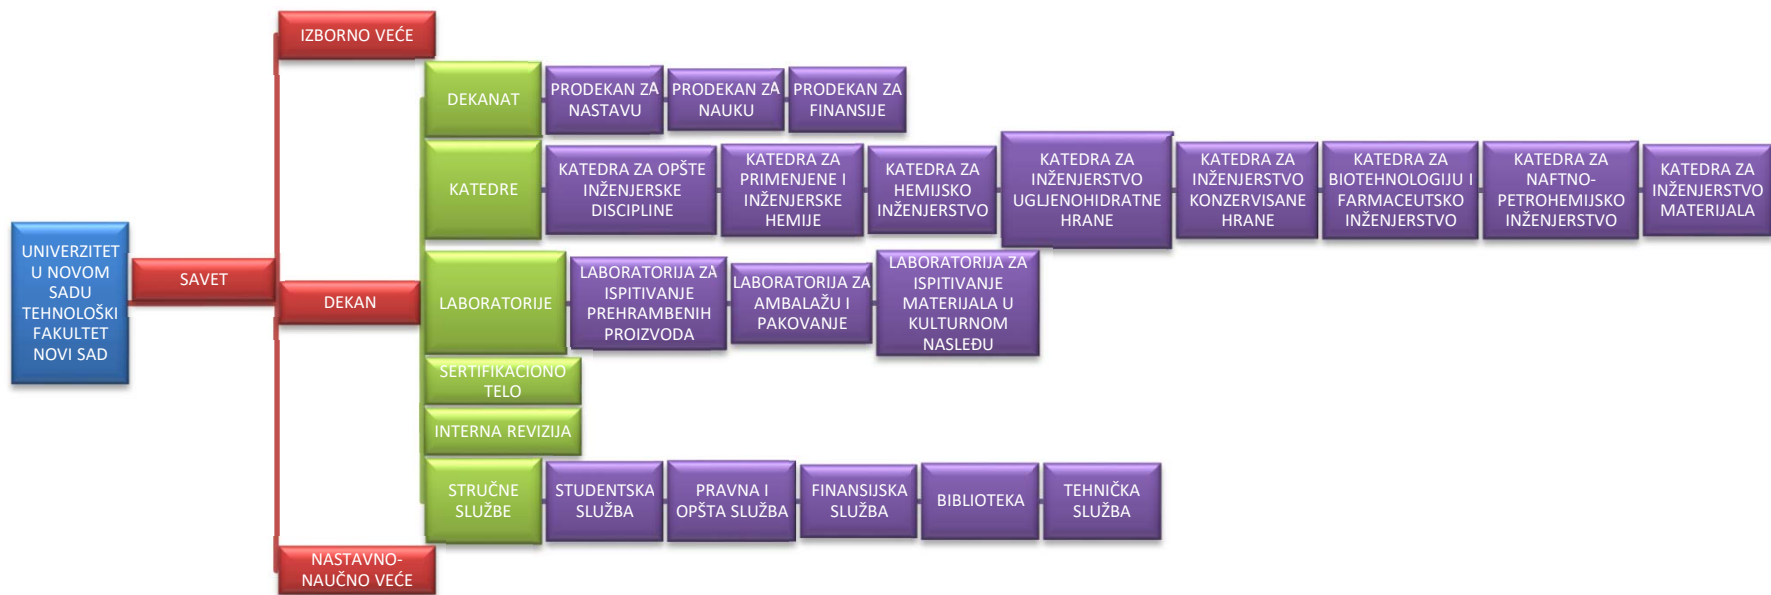 UNIVERZITET
U NOVOM
SADU
TEHNOLOŠKI
FAKULTET
NOVI SAD
SAVET
IZBORNO VEĆE
DEKAN
DEKANAT
PRODEKAN ZA
NASTAVU
PRODEKAN ZA
NAUKU
PRODEKAN ZA
FINANSIJE
KATEDRE
KATEDRA ZA OPŠTE
INŽENJERSKE
DISCIPLINE
KATEDRA ZA
PRIMENJENE I
INŽENJERSKE
HEMIJE
KATEDRA ZA
HEMIJSKO
INŽENJERSTVO
KATEDRA ZA
INŽENJERSTVO
UGLJENOHIDRATNE
HRANE
KATEDRA ZA
INŽENJERSTVO
KONZERVISANE
HRANE
KATEDRA ZA
BIOTEHNOLOGIJU I
FARMACEUTSKO
INŽENJERSTVO
KATEDRA ZA
NAFTNO-
PETROHEMIJSKO
INŽENJERSTVO
KATEDRA ZA
INŽENJERSTVO
MATERIJALA
LABORATORIJE
LABORATORIJA ZA
ISPITIVANJE
PREHRAMBENIH
PROIZVODA
LABORATORIJA ZA
AMBALAŽU I
PAKOVANJE
LABORATORIJA ZA
ISPITIVANJE
MATERIJALA U
KULTURNOM
NASLEĐU
SERTIFIKACIONO
TELO
INTERNA REVIZIJA
STRUČNE
SLUŽBE
STUDENTSKA
SLUŽBA
PRAVNA I
OPŠTA SLUŽBA
FINANSIJSKA
SLUŽBA
BIBLIOTEKA
TEHNIČKA
SLUŽBA
NASTAVNO-
NAUČNO VEĆE